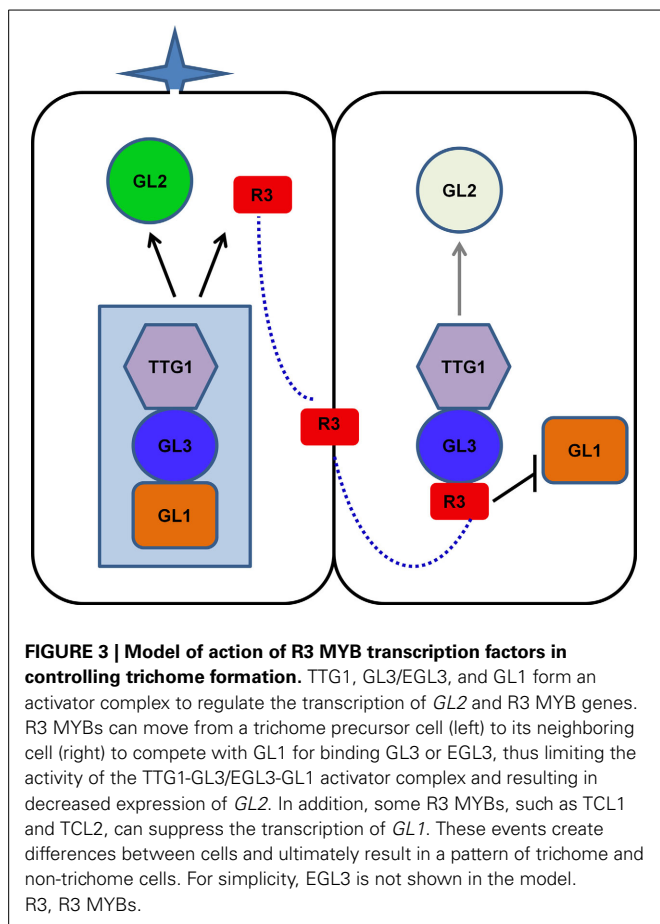 GL2
R3
GL2
TTG1
TTG1
GL3
R3
GL3
GL1
R3
GL1
FIGURE 3 | Model of action of R3 MYB transcription factors in
controlling trichome formation. TTG1, GL3/EGL3, and GL1 form an
activator complex to regulate the transcription of GL2 and R3 MYB genes.
R3 MYBs can move from a trichome precursor cell (left) to its neighboring
cell (right) to compete with GL1 for binding GL3 or EGL3, thus limiting the
activity of the TTG1-GL3/EGL3-GL1 activator complex and resulting in
decreased expression of GL2. In addition, some R3 MYBs, such as TCL1
and TCL2, can suppress the transcription of GL1. These events create
differences between cells and ultimately result in a pattern of trichome and
non-trichome cells. For simplicity, EGL3 is not shown in the model.
R3, R3 MYBs.